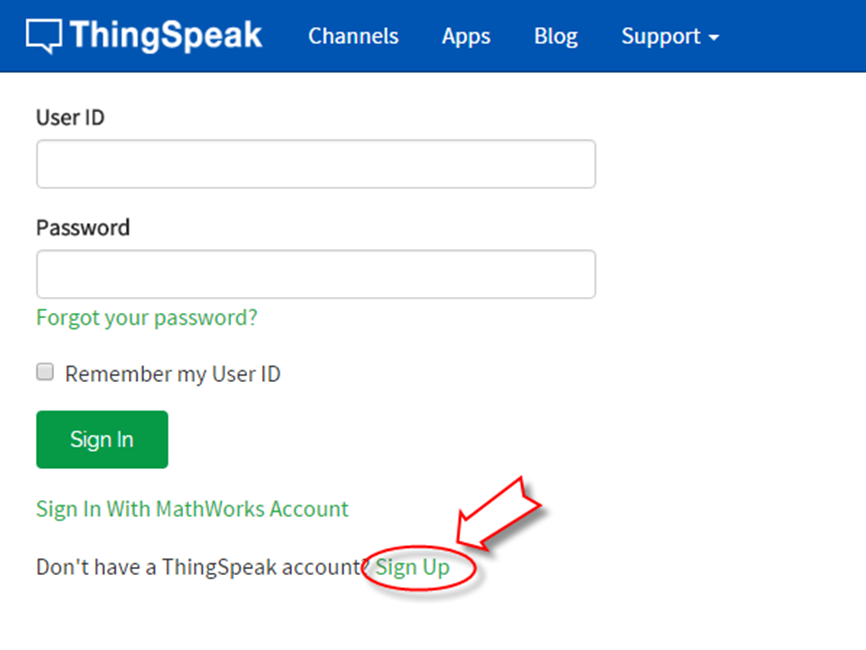 ThingSpeak Channels Apps Blog Support
User ID
Password
Forgot your password?
Remember my User ID
Sign In
Sign In With MathWorks Account
Don't have a ThingSpeak account? Sign Up